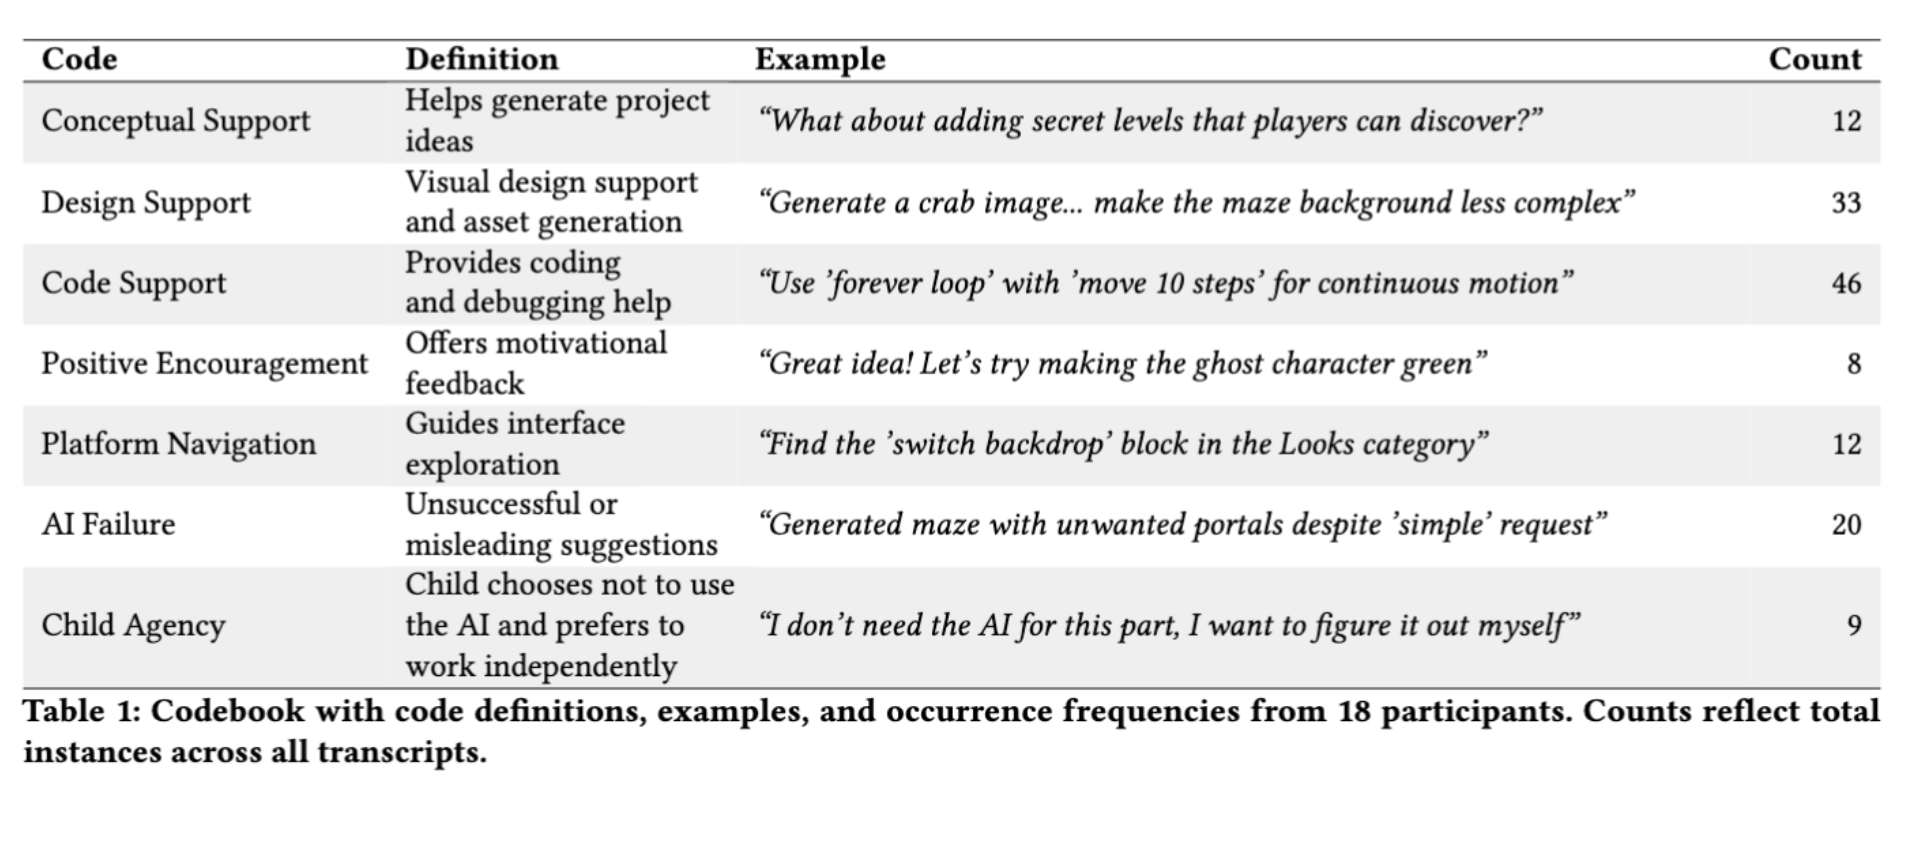 Code Definition Example Count
Conceptual Support Helps generate project ideas “What about adding secret levels that players can discover?” 12
Design Support Visual design support and asset generation “Generate a crab image... make the maze background less complex” 33
Code Support Provides coding and debugging help “Use ’forever loop’ with ’move 10 steps’ for continuous motion” 46
Positive Encouragement Offers motivational feedback “Great idea! Let’s try making the ghost character green” 8
Platform Navigation Guides interface exploration “Find the ’switch backdrop’ block in the Looks category” 12
AI Failure Unsuccessful or misleading suggestions “Generated maze with unwanted portals despite ’simple’ request” 20
Child Agency Child chooses not to use the AI and prefers to work independently “I don’t need the AI for this part, I want to figure it out myself” 9
Table 1: Codebook with code definitions, examples, and occurrence frequencies from 18 participants. Counts reflect total
instances across all transcripts.